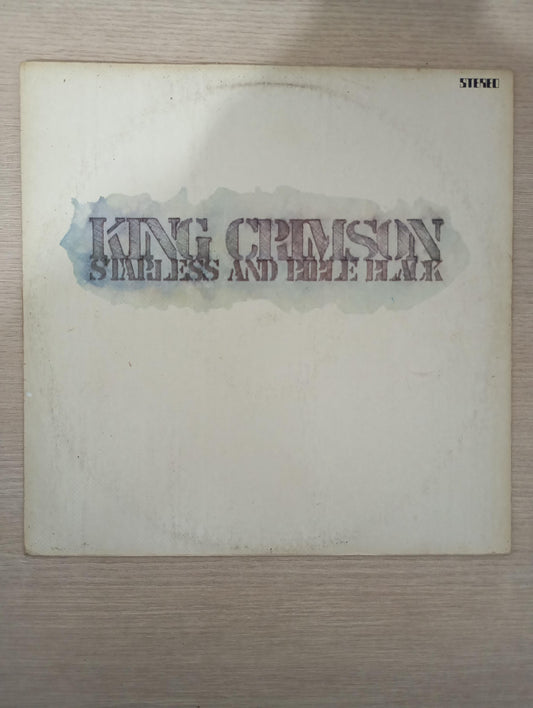 STEREO
KING CRIMSON
STARLESS AND BIBLE BLACK